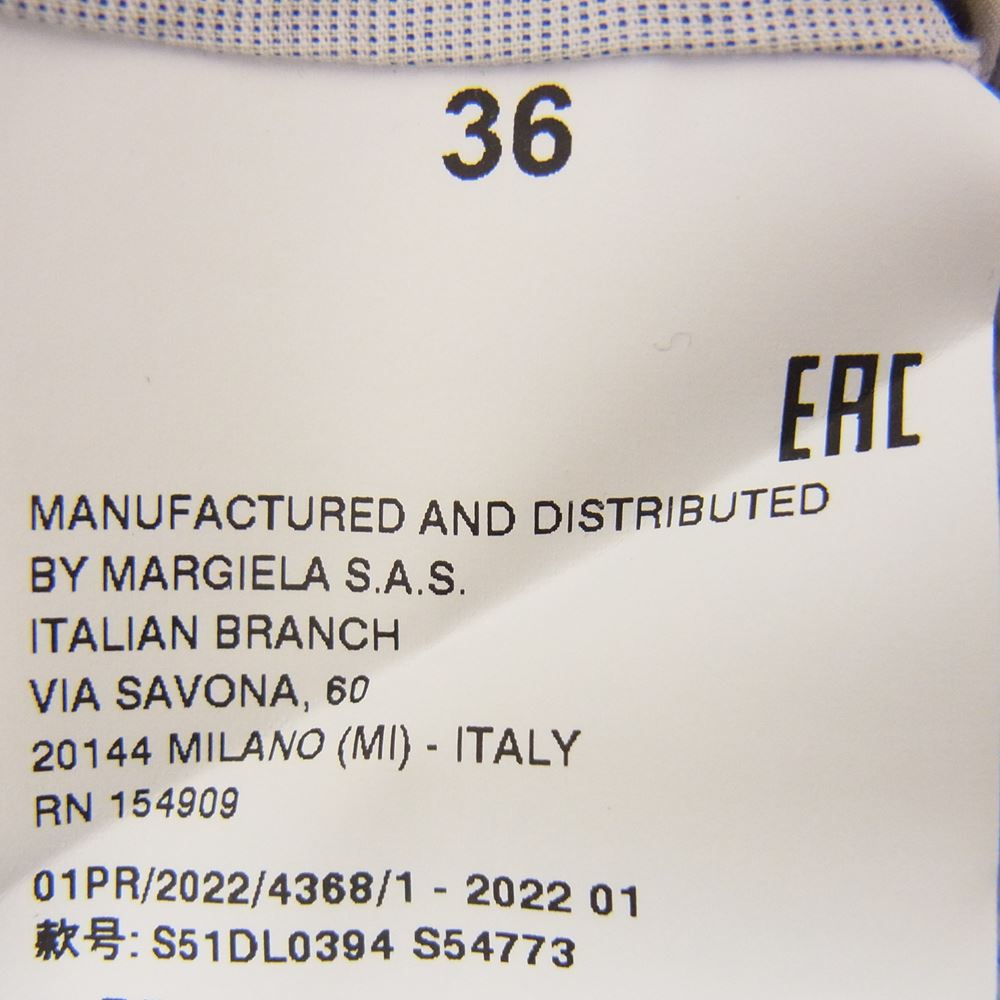 36
EAC
MANUFACTURED AND DISTRIBUTED
BY MARGIELA S.A.S.
ITALIAN BRANCH
VIA SAVONA, 60
20144 MILANO (MI) - ITALY
RN 154909
01PR/2022/4368/1 - 2022 01
款号: S51DL0394 S54773